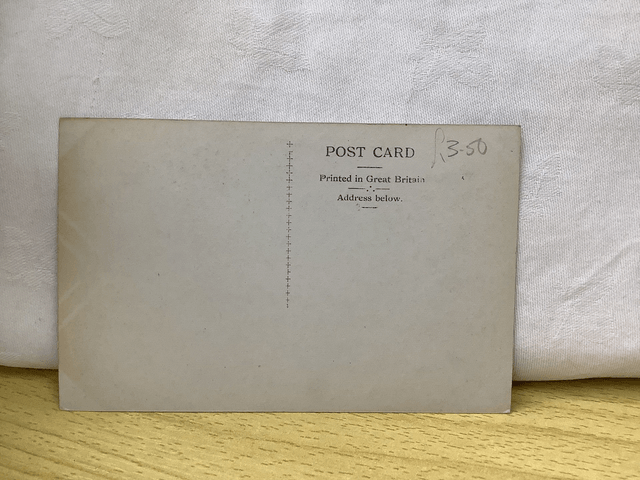 POST CARD
£3-50
Printed in Great Britain
Address below.